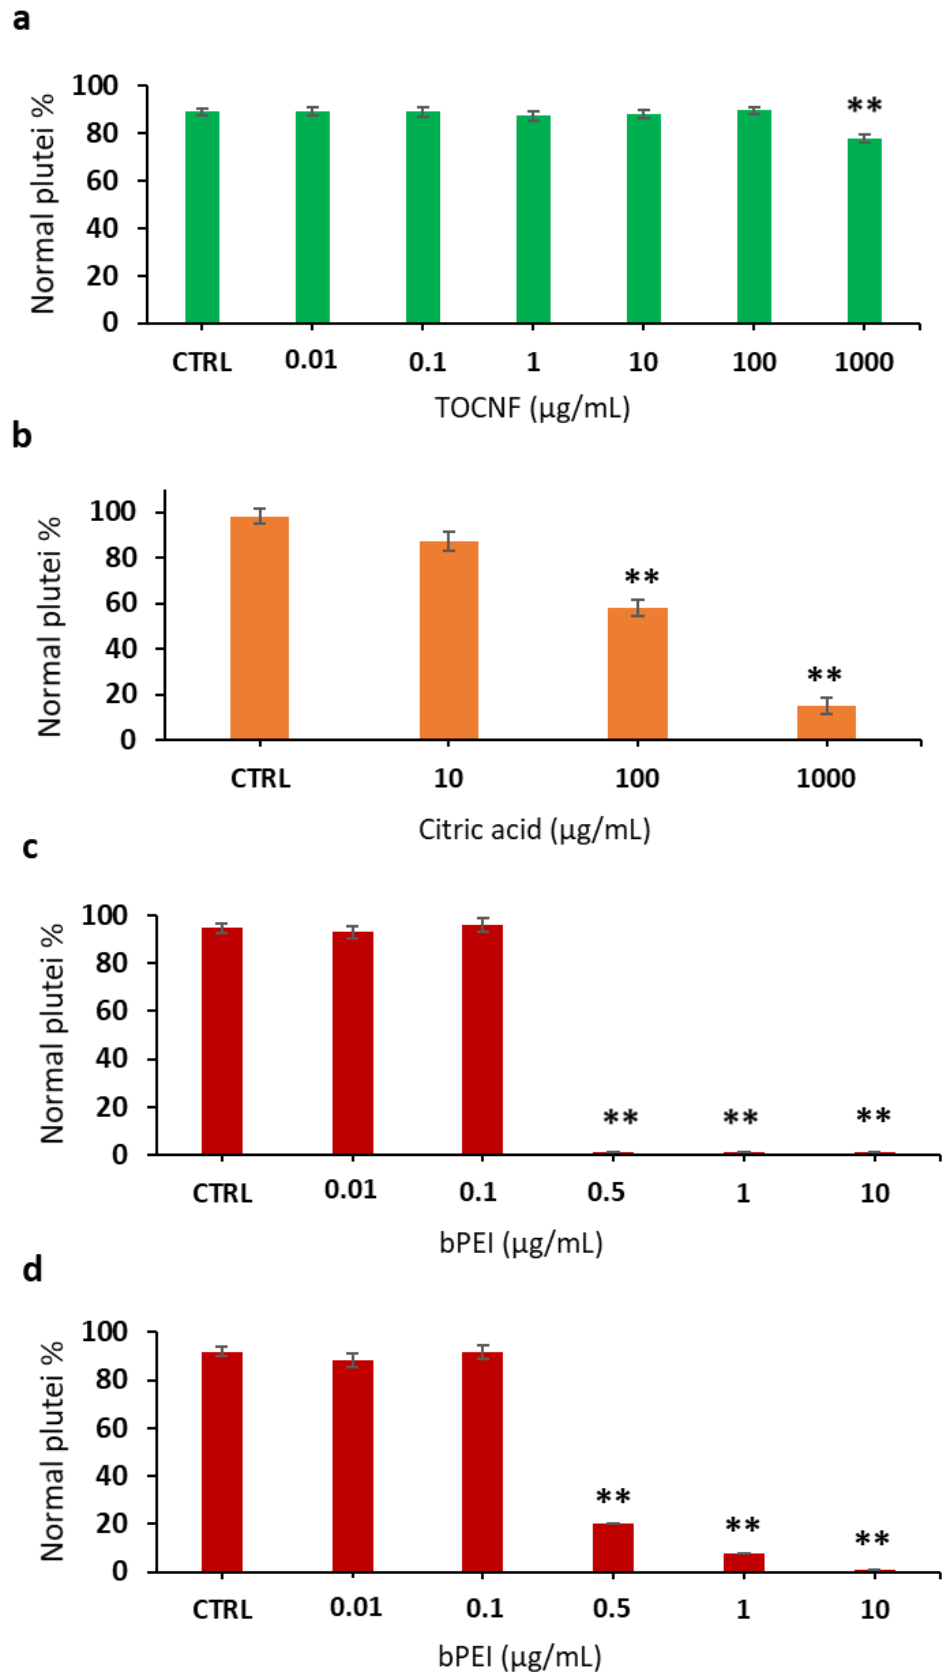 a
Normal plutei %
100
80
60
40
20
0
**
CTRL 0.01 0.1 1 10 100 1000
TOCNF (µg/mL)
b
Normal plutei %
100
80
60
40
20
0
**
**
CTRL 10 100 1000
Citric acid (µg/mL)
c
Normal plutei %
100
80
60
40
20
0
** ** **
CTRL 0.01 0.1 0.5 1 10
bPEI (µg/mL)
d
Normal plutei %
100
80
60
40
20
0
** ** **
CTRL 0.01 0.1 0.5 1 10
bPEI (µg/mL)